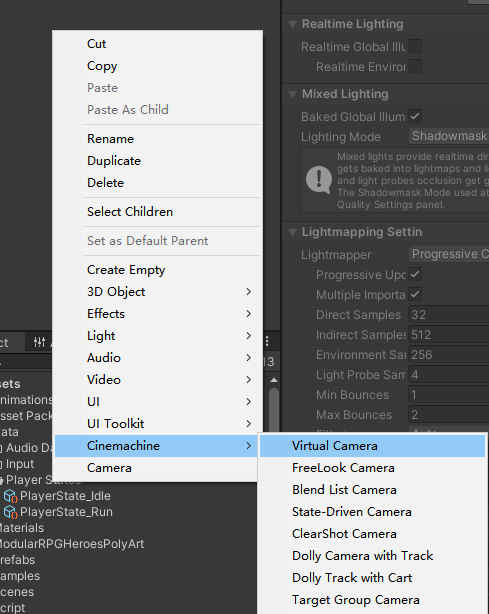 Cut
Copy
Paste
Paste As Child
Rename
Duplicate
Delete
Select Children
Set as Default Parent
Create Empty
3D Object
Effects
Light
Audio
Video
UI
UI Toolkit
Cinemachine
Camera
Virtual Camera
FreeLook Camera
Blend List Camera
State-Driven Camera
ClearShot Camera
Dolly Camera with Track
Dolly Track with Cart
Target Group Camera
Realtime Lighting
Realtime Global Illu
Realtime Environ
Mixed Lighting
Baked Global Illum
Lighting Mode Shadowmask
Mixed lights provide realtime dir
gets baked into lightmaps and li
and light probes occlusion get g
The Shadowmask Mode used at
Quality Settings panel.
Lightmapping Settin
Lightmapper Progressive C
Progressive Upd
Multiple Importa
Direct Samples 32
Indirect Samples 512
Environment Sam 256
Light Probe Sam 4
Min Bounces 1
Max Bounces 2
ct
13
sets
nimations
sset Pack
ata
Audio Da
Input
Player States
PlayerState_Idle
PlayerState_Run
Materials
ModularRPGHeroesPolyArt
refabs
amples
cenes
cript